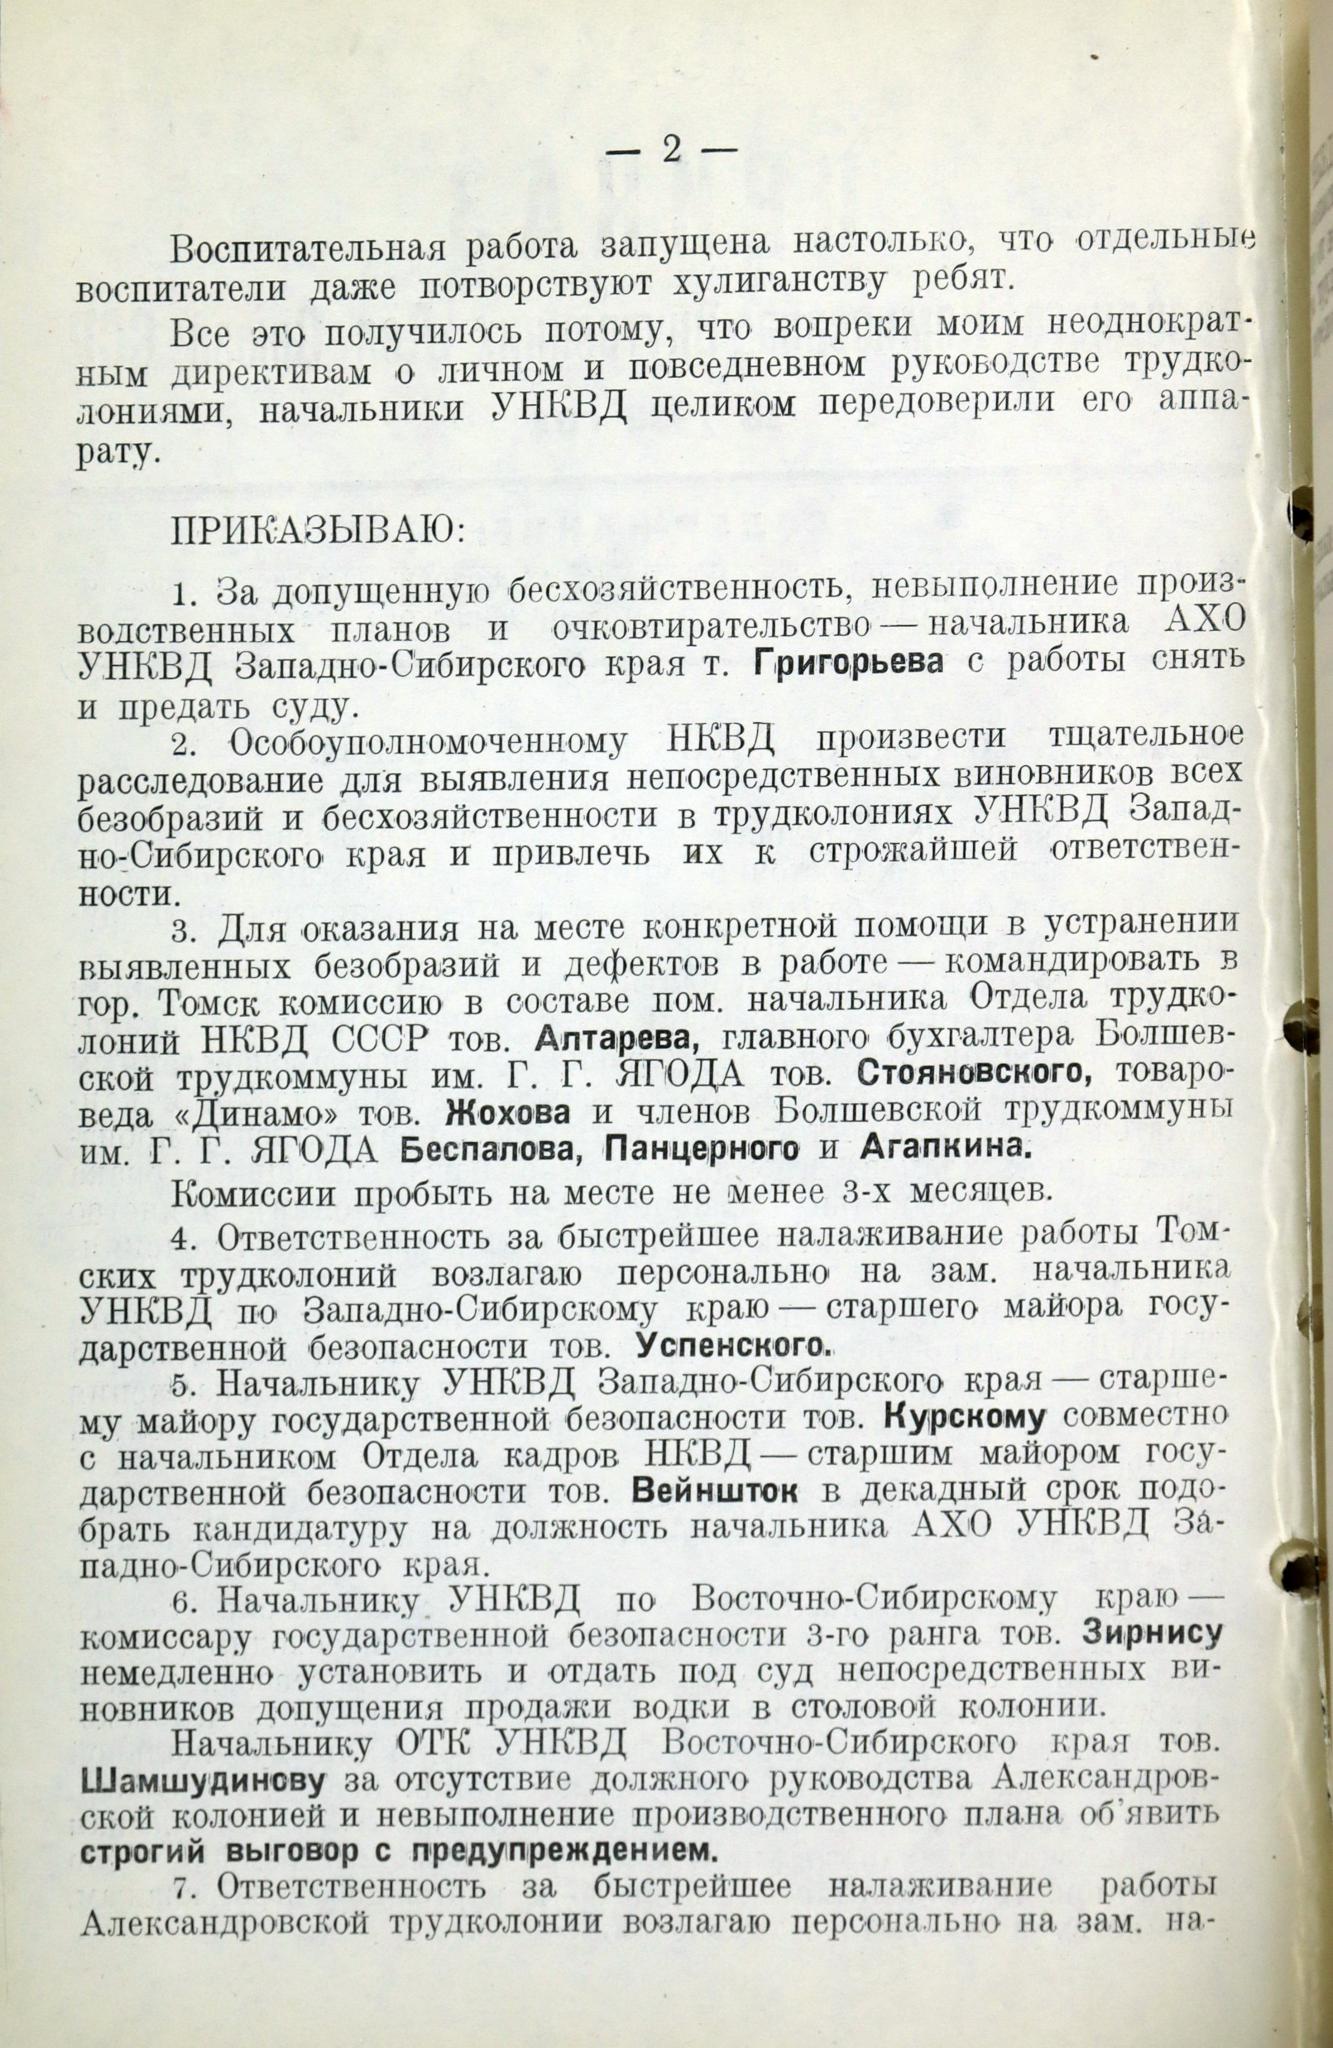 — 2 —
Воспитательная работа запущена настолько, что отдельные
воспитатели даже потворствуют хулиганству ребят.
Все это получилось потому, что вопреки моим неоднократ-
ным директивам о личном и повседневном руководстве трудко-
лониями, начальники УНКВД целиком передоверили его аппа-
рату.
ПРИКАЗЫВАЮ:
1. За допущенную бесхозяйственность, невыполнение произ-
водственных планов и очковтирательство — начальника АХО
УНКВД Западно-Сибирского края т. Григорьева с работы снять
и предать суду.
2. Особоуполномоченному НКВД произвести тщательное
расследование для выявления непосредственных виновников всех
безобразий и бесхозяйственности в трудколониях УНКВД Запад-
но-Сибирского края и привлечь их к строжайшей ответствен-
ности.
3. Для оказания на месте конкретной помощи в устранении
выявленных безобразий и дефектов в работе — командировать в
гор. Томск комиссию в составе пом. начальника Отдела трудко-
лоний НКВД СССР тов. Алтарева, главного бухгалтера Болшев-
ской трудкоммуны им. Г. Г. ЯГОДА тов. Стояновского, товаро-
веда «Динамо» тов. Жохова и членов Болшевской трудкоммуны
им. Г. Г. ЯГОДА Беспалова, Панцерного и Агапкина.
Комиссии пробыть на месте не менее 3-х месяцев.
4. Ответственность за быстрейшее налаживание работы Том-
ских трудколоний возлагаю персонально на зам. начальника
УНКВД по Западно-Сибирскому краю — старшего майора госу-
дарственной безопасности тов. Успенского.
5. Начальнику УНКВД Западно-Сибирского края — старше-
му майору государственной безопасности тов. Курскому совместно
с начальником Отдела кадров НКВД — старшим майором госу-
дарственной безопасности тов. Вейншток в декадный срок подо-
брать кандидатуру на должность начальника АХО УНКВД За-
падно-Сибирского края.
6. Начальнику УНКВД по Восточно-Сибирскому краю —
комиссару государственной безопасности 3-го ранга тов. Зирнису
немедленно установить и отдать под суд непосредственных ви-
новников допущения продажи водки в столовой колонии.
Начальнику ОТК УНКВД Восточно-Сибирского края тов.
Шамшудинову за отсутствие должного руководства Александров-
ской колонией и невыполнение производственного плана об'явить
строгий выговор с предупреждением.
7. Ответственность за быстрейшее налаживание работы
Александровской трудколонии возлагаю персонально на зам. на-